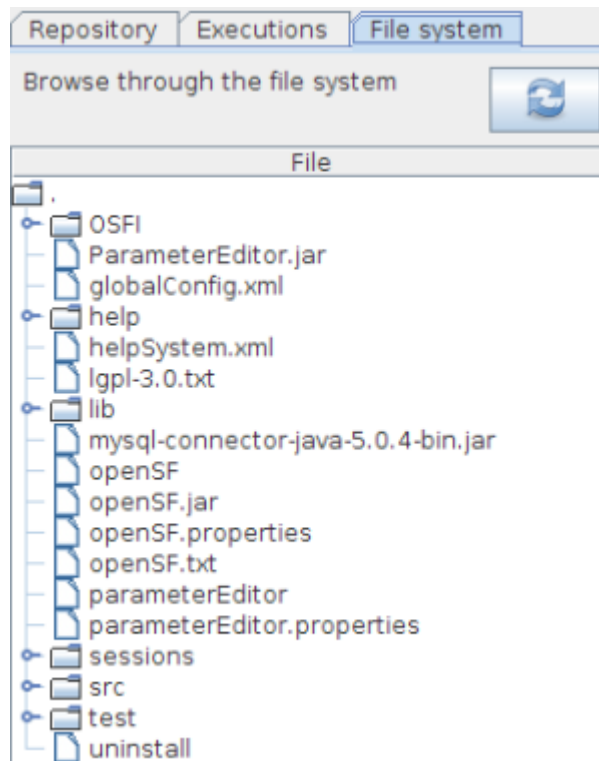 Repository Executions File system
Browse through the file system
File
.
OSFI
ParameterEditor.jar
globalConfig.xml
help
helpSystem.xml
lgpl-3.0.txt
lib
mysql-connector-java-5.0.4-bin.jar
openSF
openSF.jar
openSF.properties
openSF.txt
parameterEditor
parameterEditor.properties
sessions
src
test
uninstall